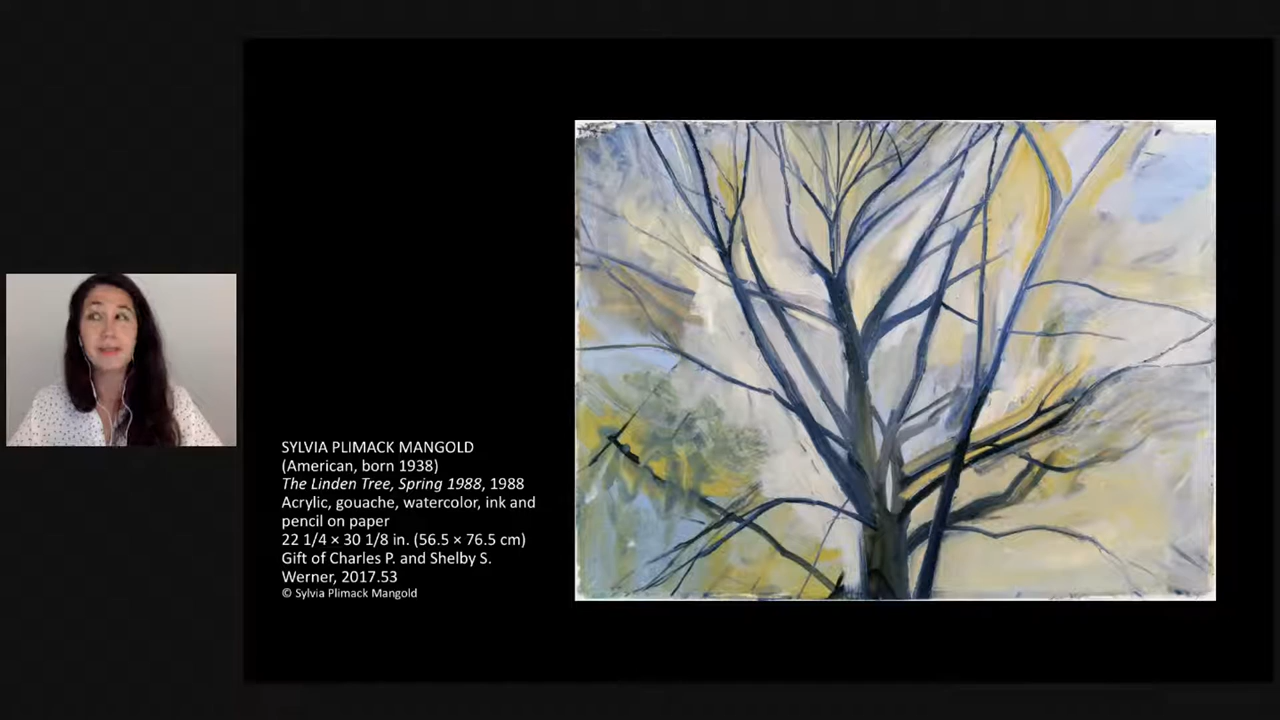 SYLVIA PLIMACK MANGOLD
(American, born 1938)
The Linden Tree, Spring 1988, 1988
Acrylic, gouache, watercolor, ink and
pencil on paper
22 1/4 × 30 1/8 in. (56.5 × 76.5 cm)
Gift of Charles P. and Shelby S.
Werner, 2017.53
© Sylvia Plimack Mangold